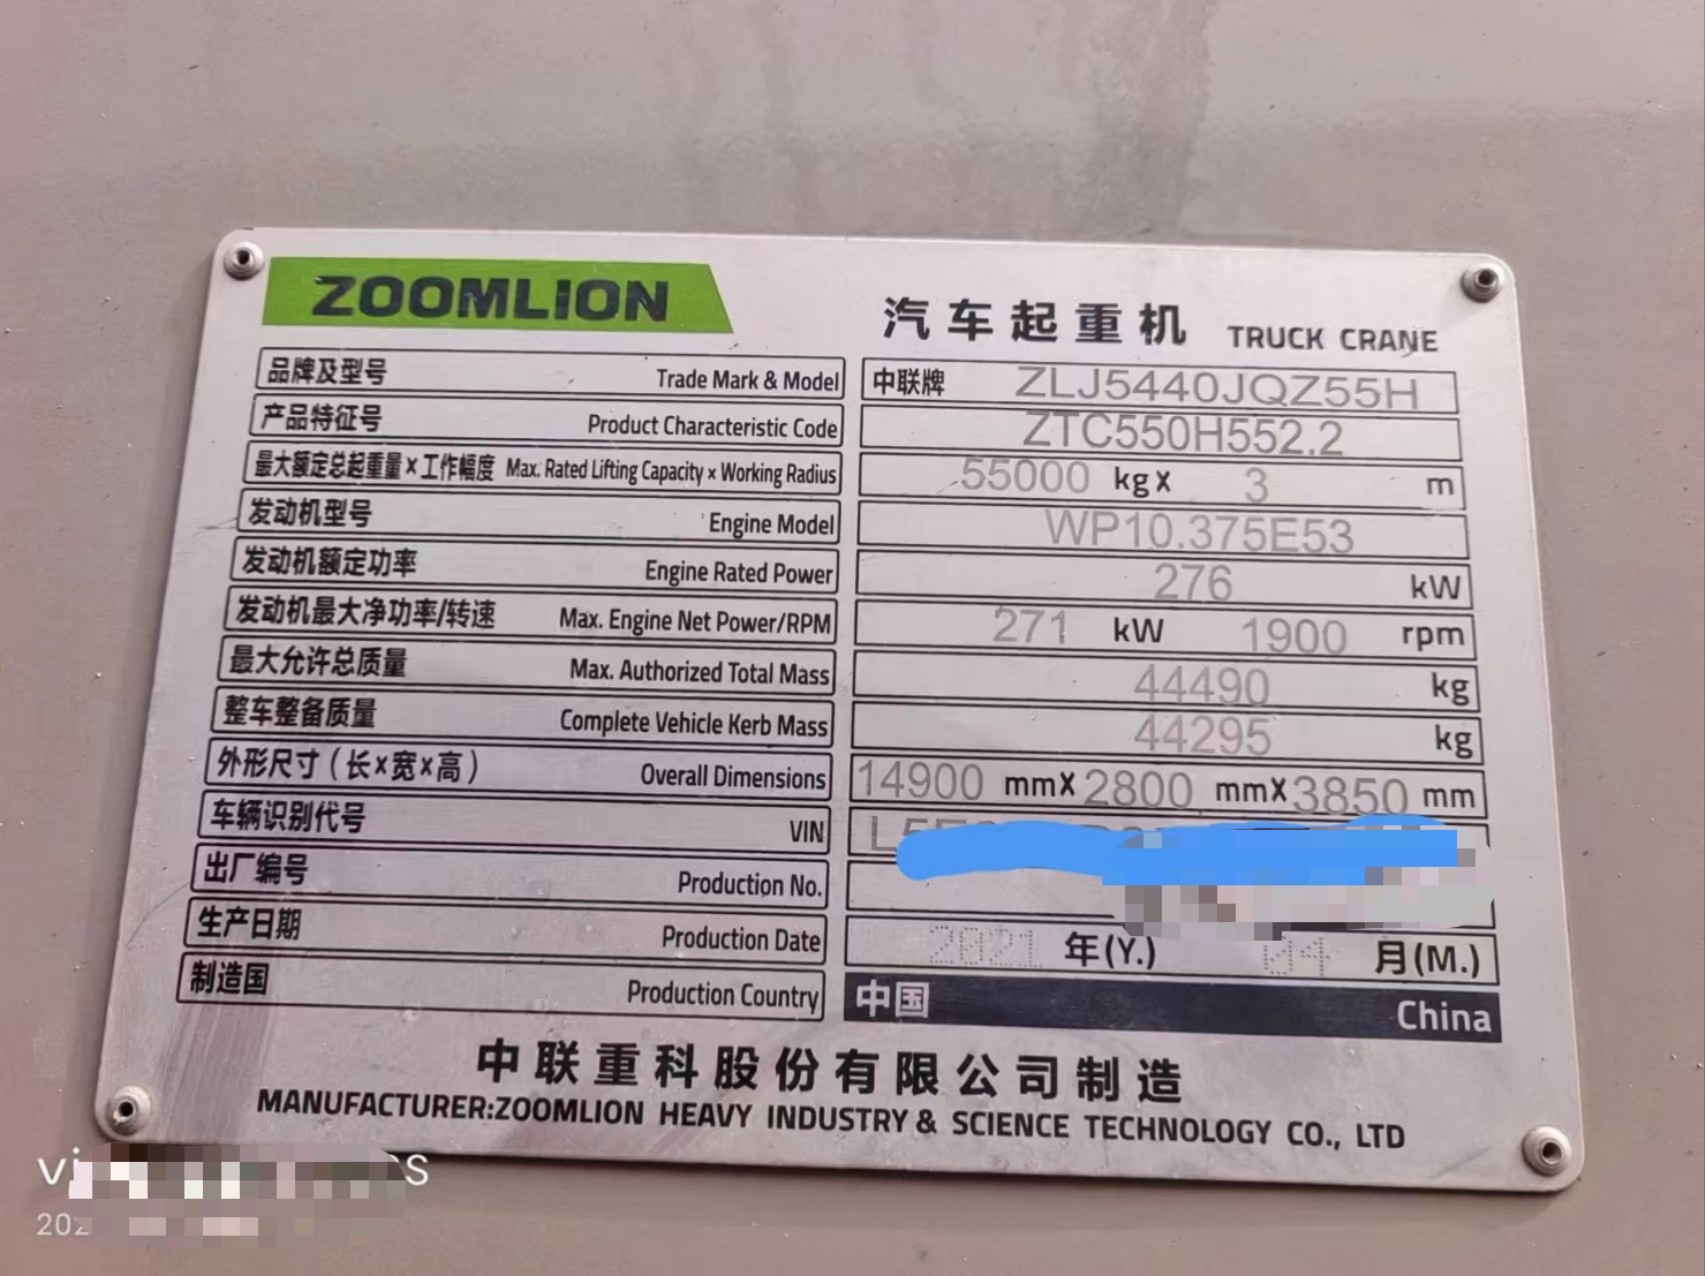 ZOOMLION
汽车起重机 TRUCK CRANE
品牌及型号 Trade Mark & Model 中联牌 ZLJ5440JQZ55H
产品特征号 Product Characteristic Code ZTC550H552.2
最大额定总起重量×工作幅度 Max. Rated Lifting Capacity × Working Radius 55000 kg× 3 m
发动机型号 Engine Model WP10.375E53
发动机额定功率 Engine Rated Power 276 kW
发动机最大净功率/转速 Max. Engine Net Power/RPM 271 kW 1900 rpm
最大允许总质量 Max. Authorized Total Mass 44490 kg
整车整备质量 Complete Vehicle Kerb Mass 44295 kg
外形尺寸(长×宽×高) Overall Dimensions 14900 mm× 2800 mm× 3850 mm
车辆识别代号 VIN
出厂编号 Production No.
生产日期 Production Date 2021 年(Y.) 04 月(M.)
制造国 Production Country 中国 China
中联重科股份有限公司制造
MANUFACTURER:ZOOMLION HEAVY INDUSTRY & SCIENCE TECHNOLOGY CO., LTD